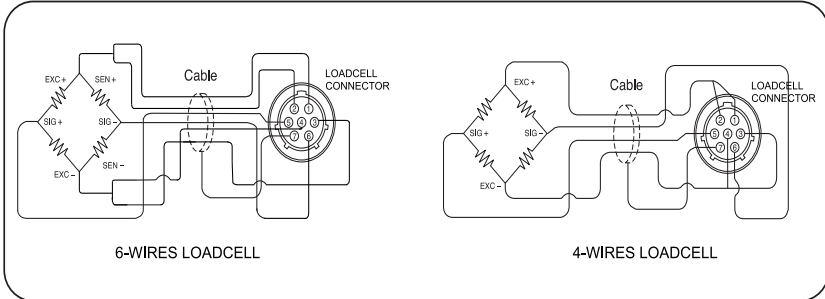 EXC +
SEN +
Cable
LOADCELL
CONNECTOR
2 1
SIG +
SIG -
5 4 3
7 6
SEN -
EXC -
6-WIRES LOADCELL
EXC +
Cable
LOADCELL
CONNECTOR
2 1
SIG +
SIG -
5 4 3
7 6
EXC -
4-WIRES LOADCELL